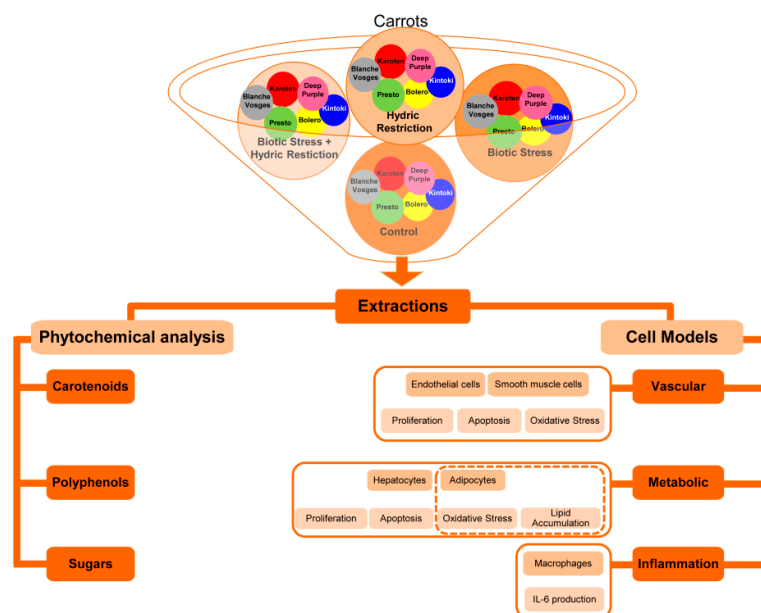 Carrots
Blanche
Vosges
Karoten
Deep
Purple
Kintoki
Presto
Bolero
Biotic Stress +
Hydric Restiction
Blanche
Vosges
Karoten
Deep
Purple
Kintoki
Presto
Bolero
Hydric
Restriction
Blanche
Vosges
Karoten
Deep
Purple
Kintoki
Presto
Bolero
Biotic Stress
Blanche
Vosges
Karoten
Deep
Purple
Kintoki
Presto
Bolero
Control
Extractions
Phytochemical analysis
Carotenoids
Polyphenols
Sugars
Cell Models
Vascular
Endothelial cells
Smooth muscle cells
Proliferation
Apoptosis
Oxidative Stress
Metabolic
Hepatocytes
Adipocytes
Proliferation
Apoptosis
Oxidative Stress
Lipid
Accumulation
Inflammation
Macrophages
IL-6 production